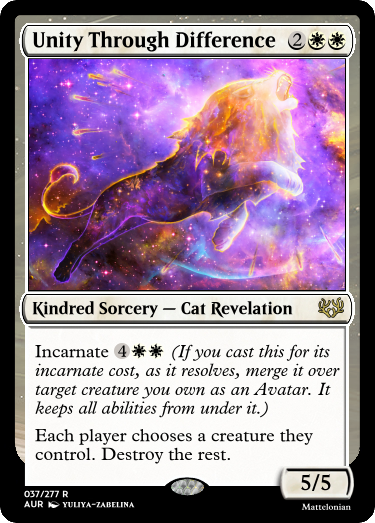 Unity Through Difference 2
Kindred Sorcery — Cat Revelation
Incarnate 4 (If you cast this for its
incarnate cost, as it resolves, merge it over
target creature you own as an Avatar. It
keeps all abilities from under it.)
Each player chooses a creature they
control. Destroy the rest.
5/5
037/277 R
AUR YULIYA-ZABELINA
Mattelonian